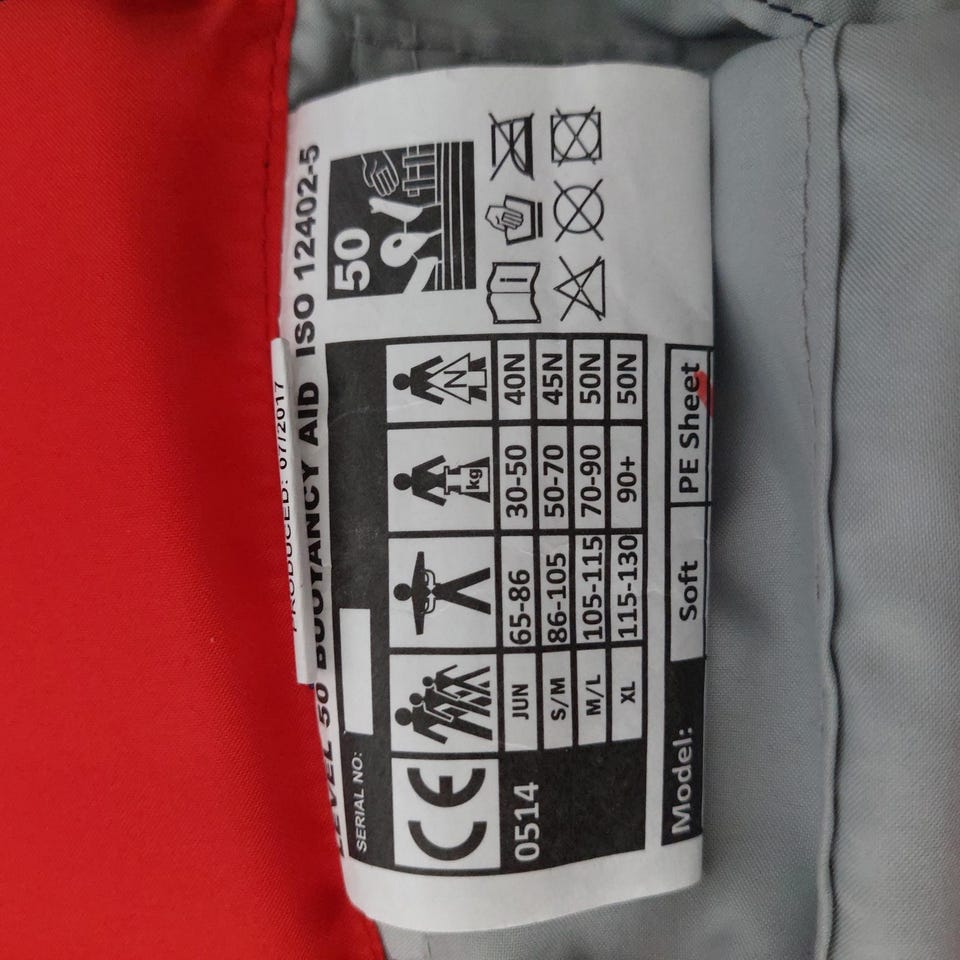 PRODUCED: 07/2017
LEVEL 50 BUOYANCY AID ISO 12402-5
50
SERIAL NO:
CE
0514
kg N
JUN 65-86 30-50 40N
S/M 86-105 50-70 45N
M/L 105-115 70-90 50N
XL 115-130 90+ 50N
Model: Soft PE Sheet